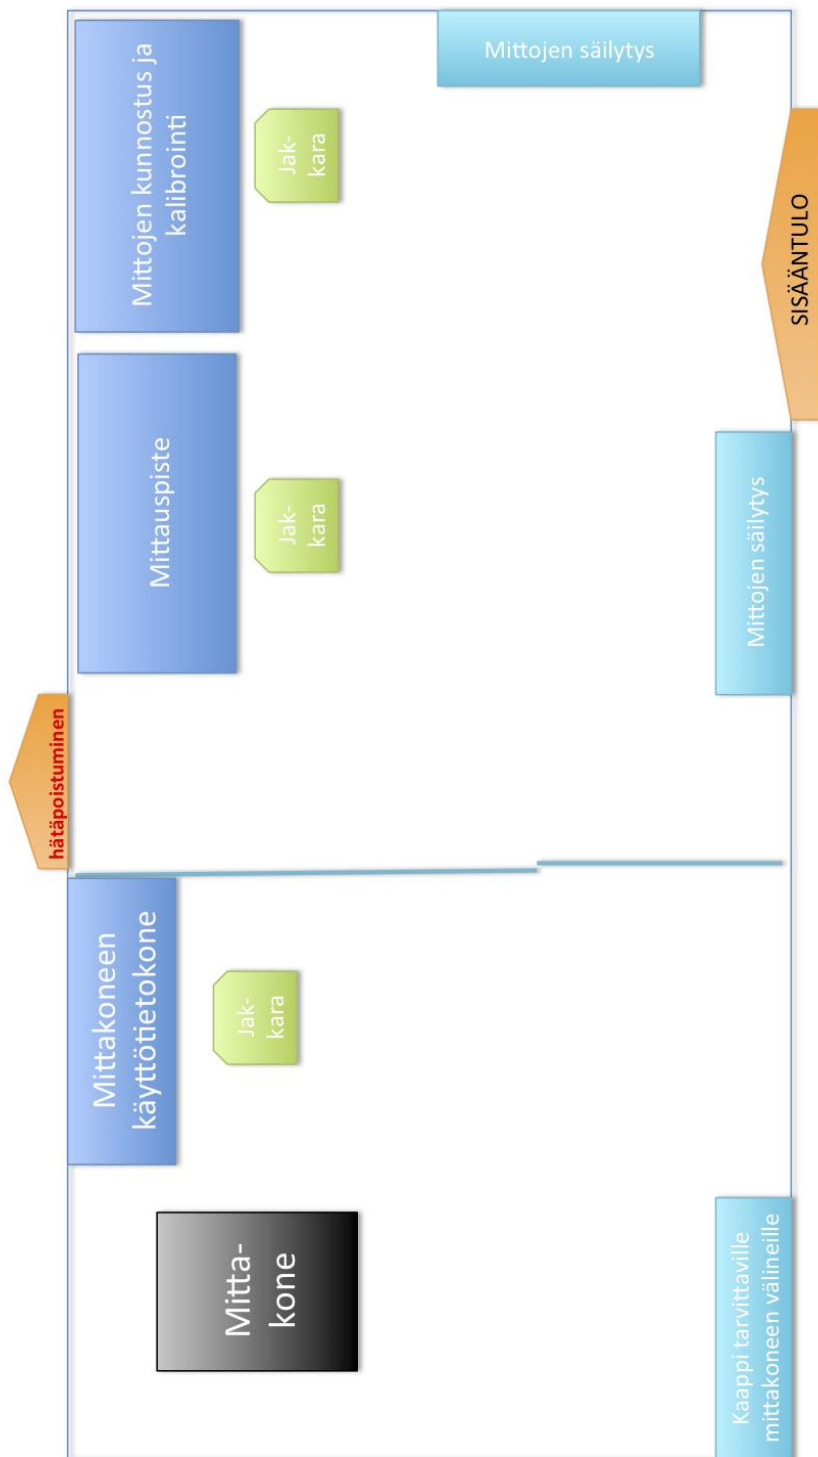 Mittojen säilytys
Mittojen kunnostus ja
kalibrointi
Jak-
kara
SISÄÄNTULO
Mittauspiste
Jak-
kara
Mittojen säilytys
hätäpoistuminen
Mittakoneen
käyttötietokone
Jak-
kara
Mitta-
kone
Kaappi tarvittaville
mittakoneen välineille